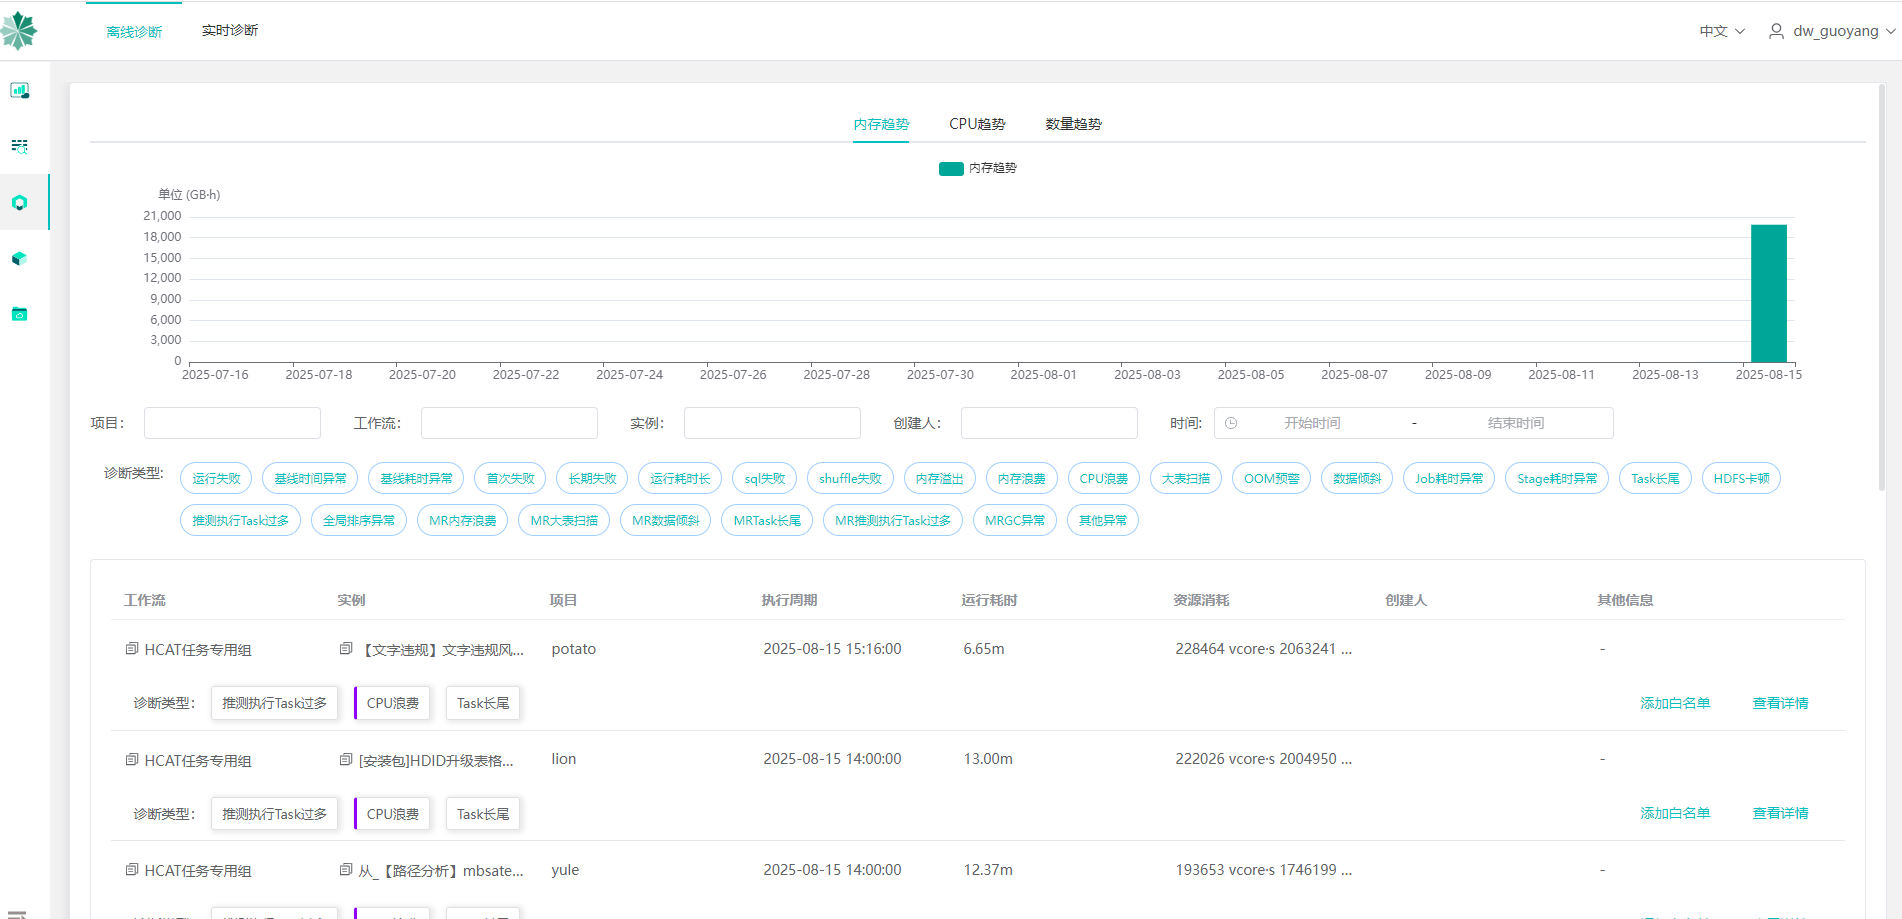 离线诊断 实时诊断 中文 dw_guoyang
内存趋势 CPU趋势 数量趋势
内存趋势
单位 (GB·h)
21,000
18,000
15,000
12,000
9,000
6,000
3,000
0
2025-07-16 2025-07-18 2025-07-20 2025-07-22 2025-07-24 2025-07-26 2025-07-28 2025-07-30 2025-08-01 2025-08-03 2025-08-05 2025-08-07 2025-08-09 2025-08-11 2025-08-13 2025-08-15
项目： 工作流： 实例： 创建人： 时间: 开始时间 - 结束时间
诊断类型: 运行失败 基线时间异常 基线耗时异常 首次失败 长期失败 运行耗时长 sql失败 shuffle失败 内存溢出 内存浪费 CPU浪费 大表扫描 OOM预警 数据倾斜 Job耗时异常 Stage耗时异常 Task长尾 HDFS卡顿
推测执行Task过多 全局排序异常 MR内存浪费 MR大表扫描 MR数据倾斜 MRTask长尾 MR推测执行Task过多 MRGC异常 其他异常
工作流 实例 项目 执行周期 运行耗时 资源消耗 创建人 其他信息
HCAT任务专用组 【文字违规】文字违规风... potato 2025-08-15 15:16:00 6.65m 228464 vcore·s 2063241 ... -
诊断类型： 推测执行Task过多 CPU浪费 Task长尾 添加白名单 查看详情
HCAT任务专用组 [安装包]HDID升级表格... lion 2025-08-15 14:00:00 13.00m 222026 vcore·s 2004950 ... -
诊断类型： 推测执行Task过多 CPU浪费 Task长尾 添加白名单 查看详情
HCAT任务专用组 从_【路径分析】mbsate... yule 2025-08-15 14:00:00 12.37m 193653 vcore·s 1746199 ... -